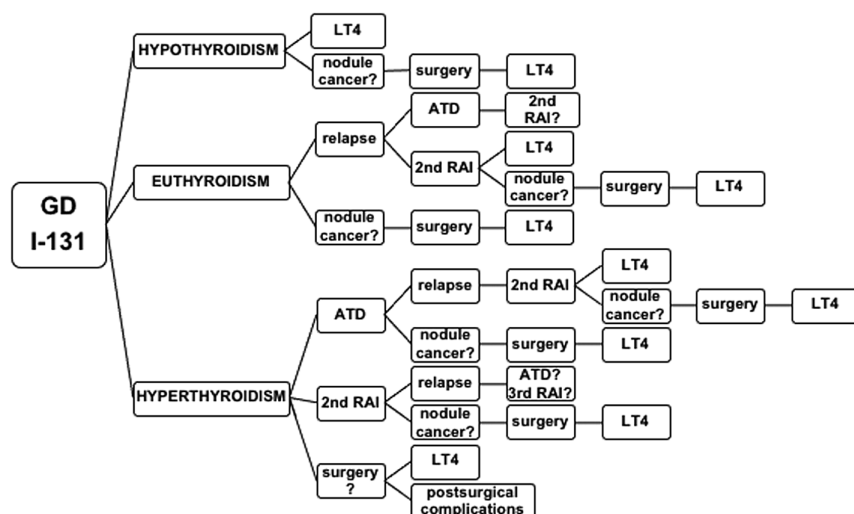 LT4
HYPOTHYROIDISM
nodule
cancer?
surgery
LT4
ATD
2nd
RAI?
relapse
2nd RAI
LT4
nodule
cancer?
surgery
LT4
EUTHYROIDISM
nodule
cancer?
surgery
LT4
GD
I-131
LT4
relapse
2nd RAI
nodule
cancer?
surgery
LT4
ATD
nodule
cancer?
surgery
LT4
HYPERTHYROIDISM
relapse
ATD?
3rd RAI?
2nd RAI
nodule
cancer?
surgery
LT4
LT4
surgery
?
postsurgical
complications